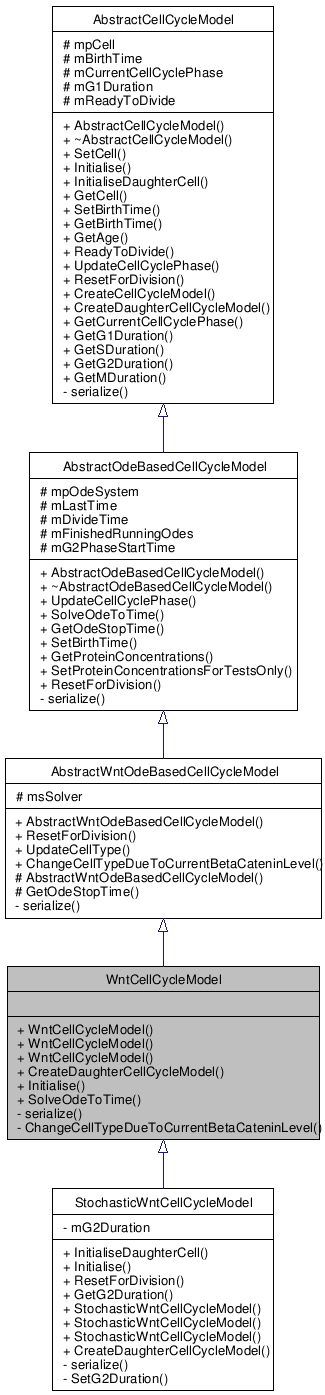 AbstractCellCycleModel
# mpCell
# mBirthTime
# mCurrentCellCyclePhase
# mG1Duration
# mReadyToDivide
+ AbstractCellCycleModel()
+ ~AbstractCellCycleModel()
+ SetCell()
+ Initialise()
+ InitialiseDaughterCell()
+ GetCell()
+ SetBirthTime()
+ GetBirthTime()
+ GetAge()
+ ReadyToDivide()
+ UpdateCellCyclePhase()
+ ResetForDivision()
+ CreateCellCycleModel()
+ CreateDaughterCellCycleModel()
+ GetCurrentCellCyclePhase()
+ GetG1Duration()
+ GetSDuration()
+ GetG2Duration()
+ GetMDuration()
- serialize()
AbstractOdeBasedCellCycleModel
# mpOdeSystem
# mLastTime
# mDivideTime
# mFinishedRunningOdes
# mG2PhaseStartTime
+ AbstractOdeBasedCellCycleModel()
+ ~AbstractOdeBasedCellCycleModel()
+ UpdateCellCyclePhase()
+ SolveOdeToTime()
+ GetOdeStopTime()
+ SetBirthTime()
+ GetProteinConcentrations()
+ SetProteinConcentrationsForTestsOnly()
+ ResetForDivision()
- serialize()
AbstractWntOdeBasedCellCycleModel
# msSolver
+ AbstractWntOdeBasedCellCycleModel()
+ ResetForDivision()
+ UpdateCellType()
+ ChangeCellTypeDueToCurrentBetaCateninLevel()
# AbstractWntOdeBasedCellCycleModel()
# GetOdeStopTime()
- serialize()
WntCellCycleModel
+ WntCellCycleModel()
+ WntCellCycleModel()
+ WntCellCycleModel()
+ CreateDaughterCellCycleModel()
+ Initialise()
+ SolveOdeToTime()
- serialize()
- ChangeCellTypeDueToCurrentBetaCateninLevel()
StochasticWntCellCycleModel
- mG2Duration
+ InitialiseDaughterCell()
+ Initialise()
+ ResetForDivision()
+ GetG2Duration()
+ StochasticWntCellCycleModel()
+ StochasticWntCellCycleModel()
+ StochasticWntCellCycleModel()
+ CreateDaughterCellCycleModel()
- serialize()
- SetG2Duration()